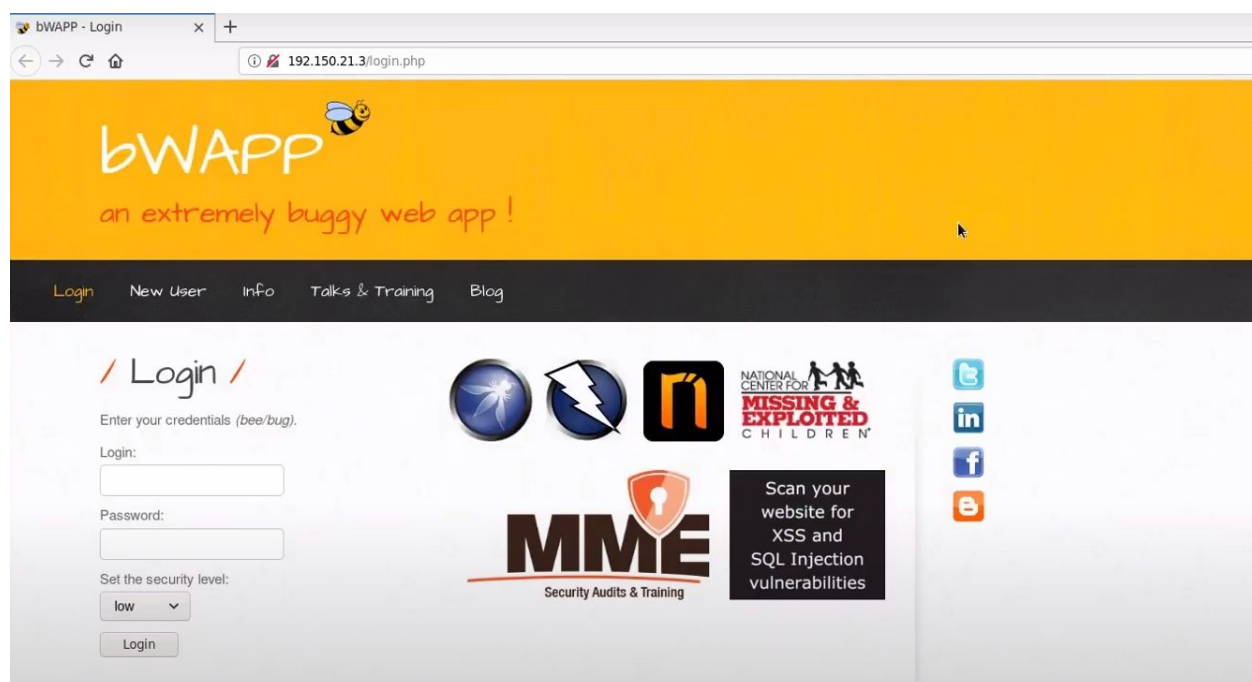 bWAPP - Login
192.150.21.3/login.php
bWAPP
an extremely buggy web app !
Login New User Info Talks & Training Blog
/ Login /
Enter your credentials (bee/bug).
Login:
Password:
Set the security level:
low
Login
NATIONAL
CENTER FOR
MISSING &
EXPLOITED
CHILDREN®
MME
Security Audits & Training
Scan your
website for
XSS and
SQL Injection
vulnerabilities